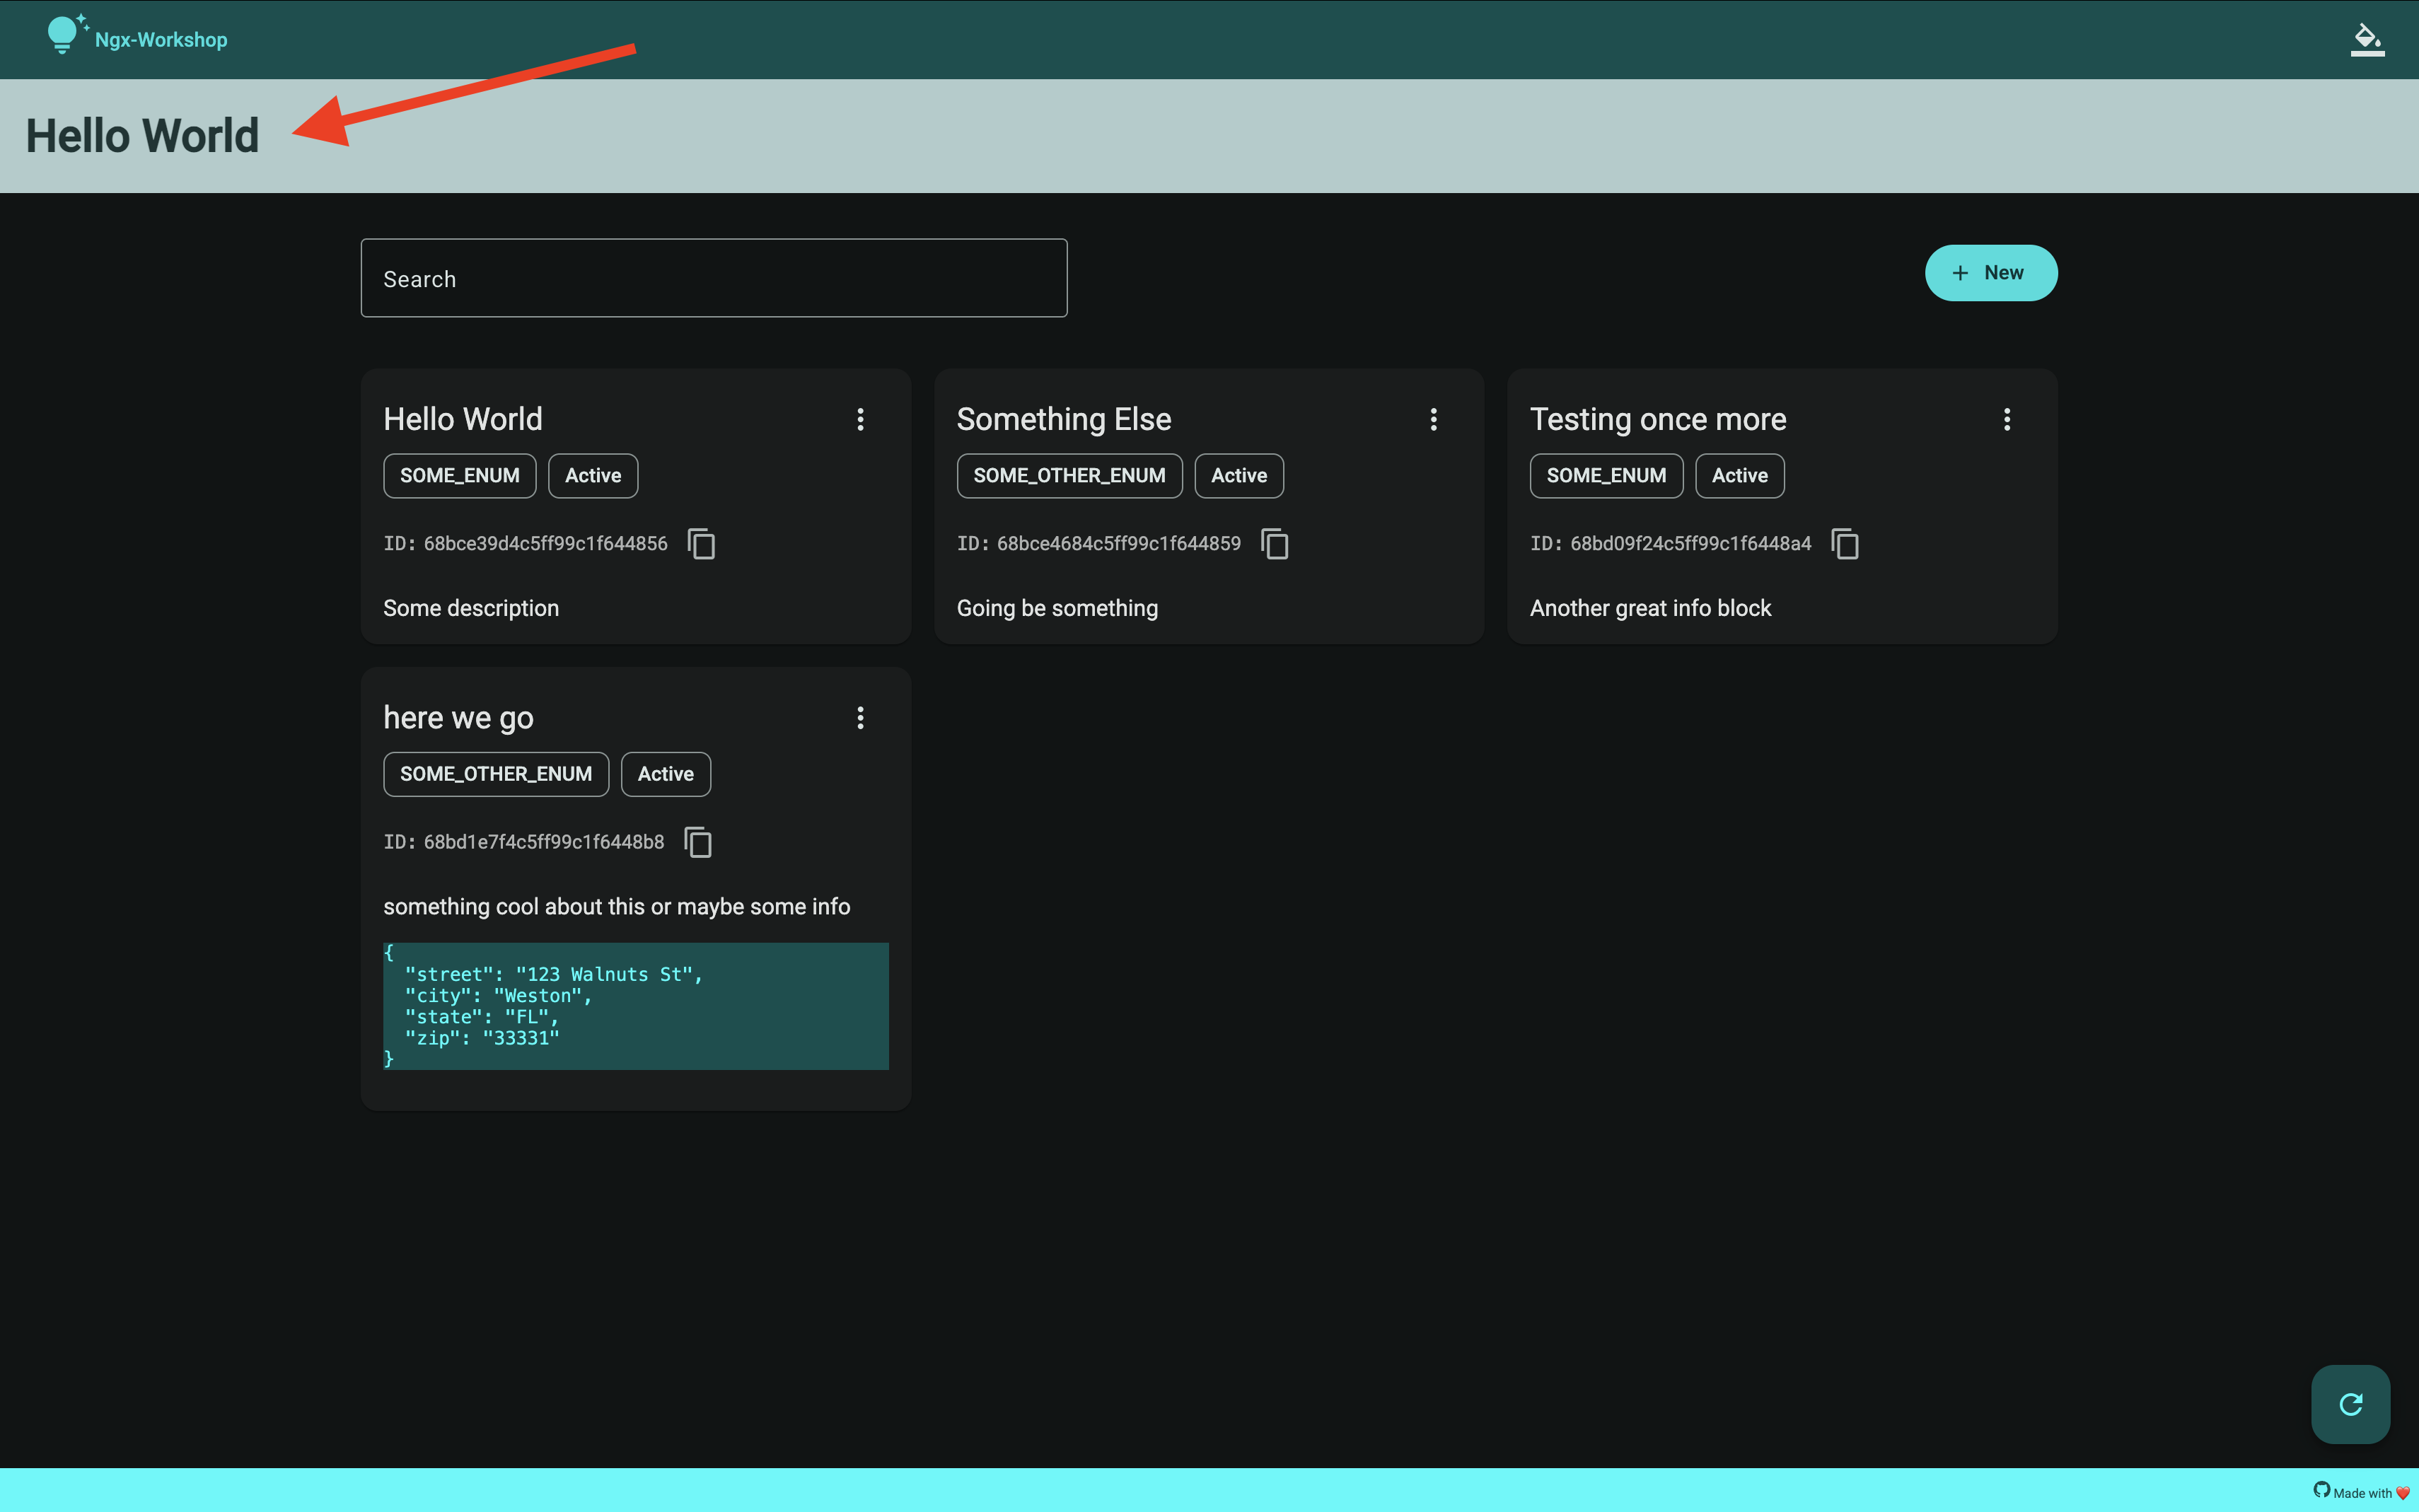 Ngx-Workshop
Hello World
Search
New
Hello World
SOME_ENUM Active
ID: 68bce39d4c5ff99c1f644856
Some description
Something Else
SOME_OTHER_ENUM Active
ID: 68bce4684c5ff99c1f644859
Going be something
Testing once more
SOME_ENUM Active
ID: 68bd09f24c5ff99c1f6448a4
Another great info block
here we go
SOME_OTHER_ENUM Active
ID: 68bd1e7f4c5ff99c1f6448b8
something cool about this or maybe some info
{
  "street": "123 Walnuts St",
  "city": "Weston",
  "state": "FL",
  "zip": "33331"
}
Made with ❤️